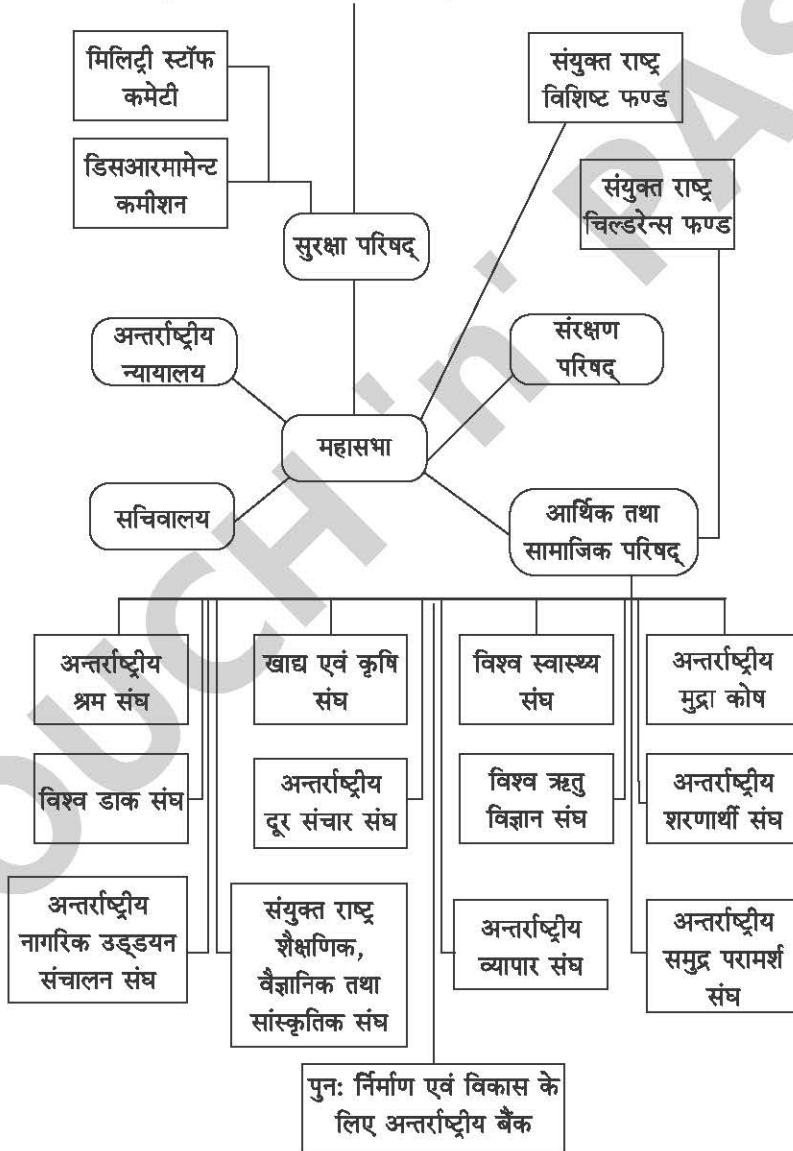 मिलिट्री स्टॉफ
कमेटी
संयुक्त राष्ट्र
विशिष्ट फण्ड
डिसआरमामेन्ट
कमीशन
संयुक्त राष्ट्र
चिल्डरेन्स फण्ड
सुरक्षा परिषद्
अन्तर्राष्ट्रीय
न्यायालय
संरक्षण
परिषद्
महासभा
सचिवालय
आर्थिक तथा
सामाजिक परिषद्
अन्तर्राष्ट्रीय
श्रम संघ
खाद्य एवं कृषि
संघ
विश्व स्वास्थ्य
संघ
अन्तर्राष्ट्रीय
मुद्रा कोष
विश्व डाक संघ
अन्तर्राष्ट्रीय
दूर संचार संघ
विश्व ऋतु
विज्ञान संघ
अन्तर्राष्ट्रीय
शरणार्थी संघ
अन्तर्राष्ट्रीय
नागरिक उड्डयन
संचालन संघ
संयुक्त राष्ट्र
शैक्षणिक,
वैज्ञानिक तथा
सांस्कृतिक संघ
अन्तर्राष्ट्रीय
व्यापार संघ
अन्तर्राष्ट्रीय
समुद्र परामर्श
संघ
पुन: र्निर्माण एवं विकास के
लिए अन्तर्राष्ट्रीय बैंक
OUCH 'n' PAS